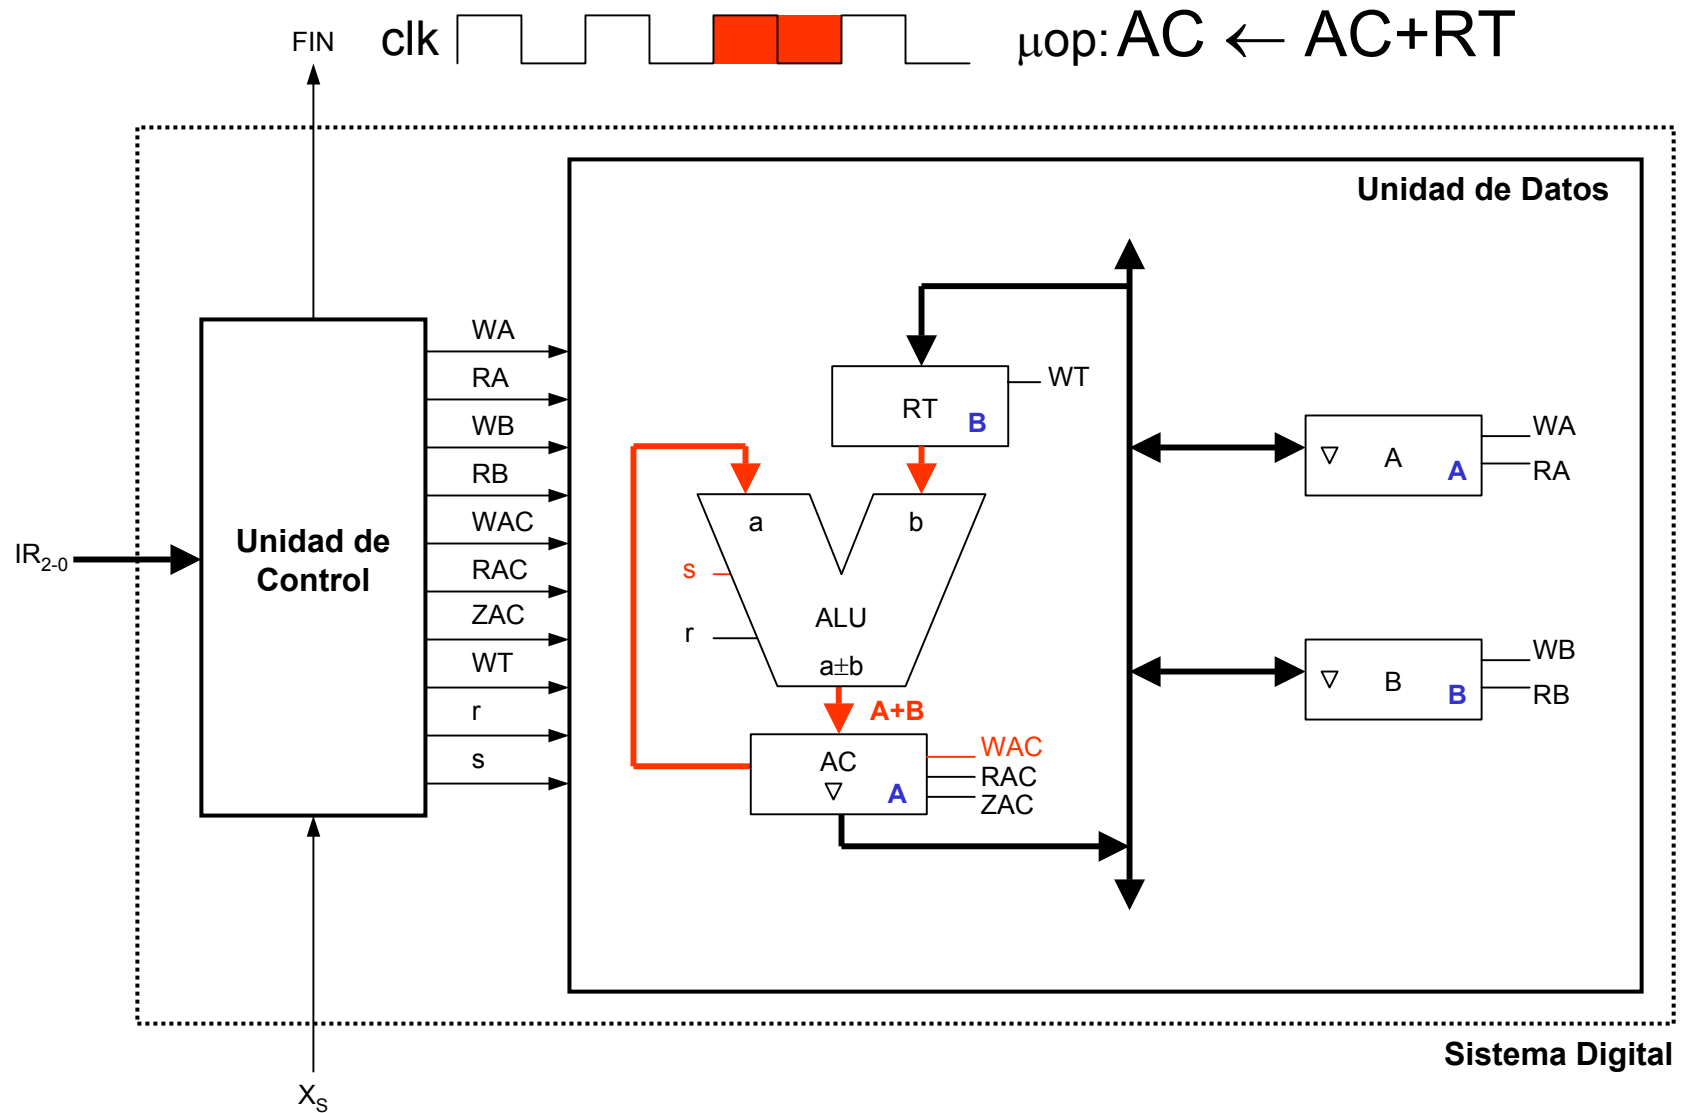 FIN
clk
μop: AC ← AC+RT
Unidad de Datos
WA
RA
WB
RB
WAC
RAC
ZAC
WT
r
s
IR2-0
Unidad de
Control
XS
RT
B
WT
a
b
s
r
ALU
a±b
A+B
AC
A
WAC
RAC
ZAC
A
A
WA
RA
B
B
WB
RB
Sistema Digital